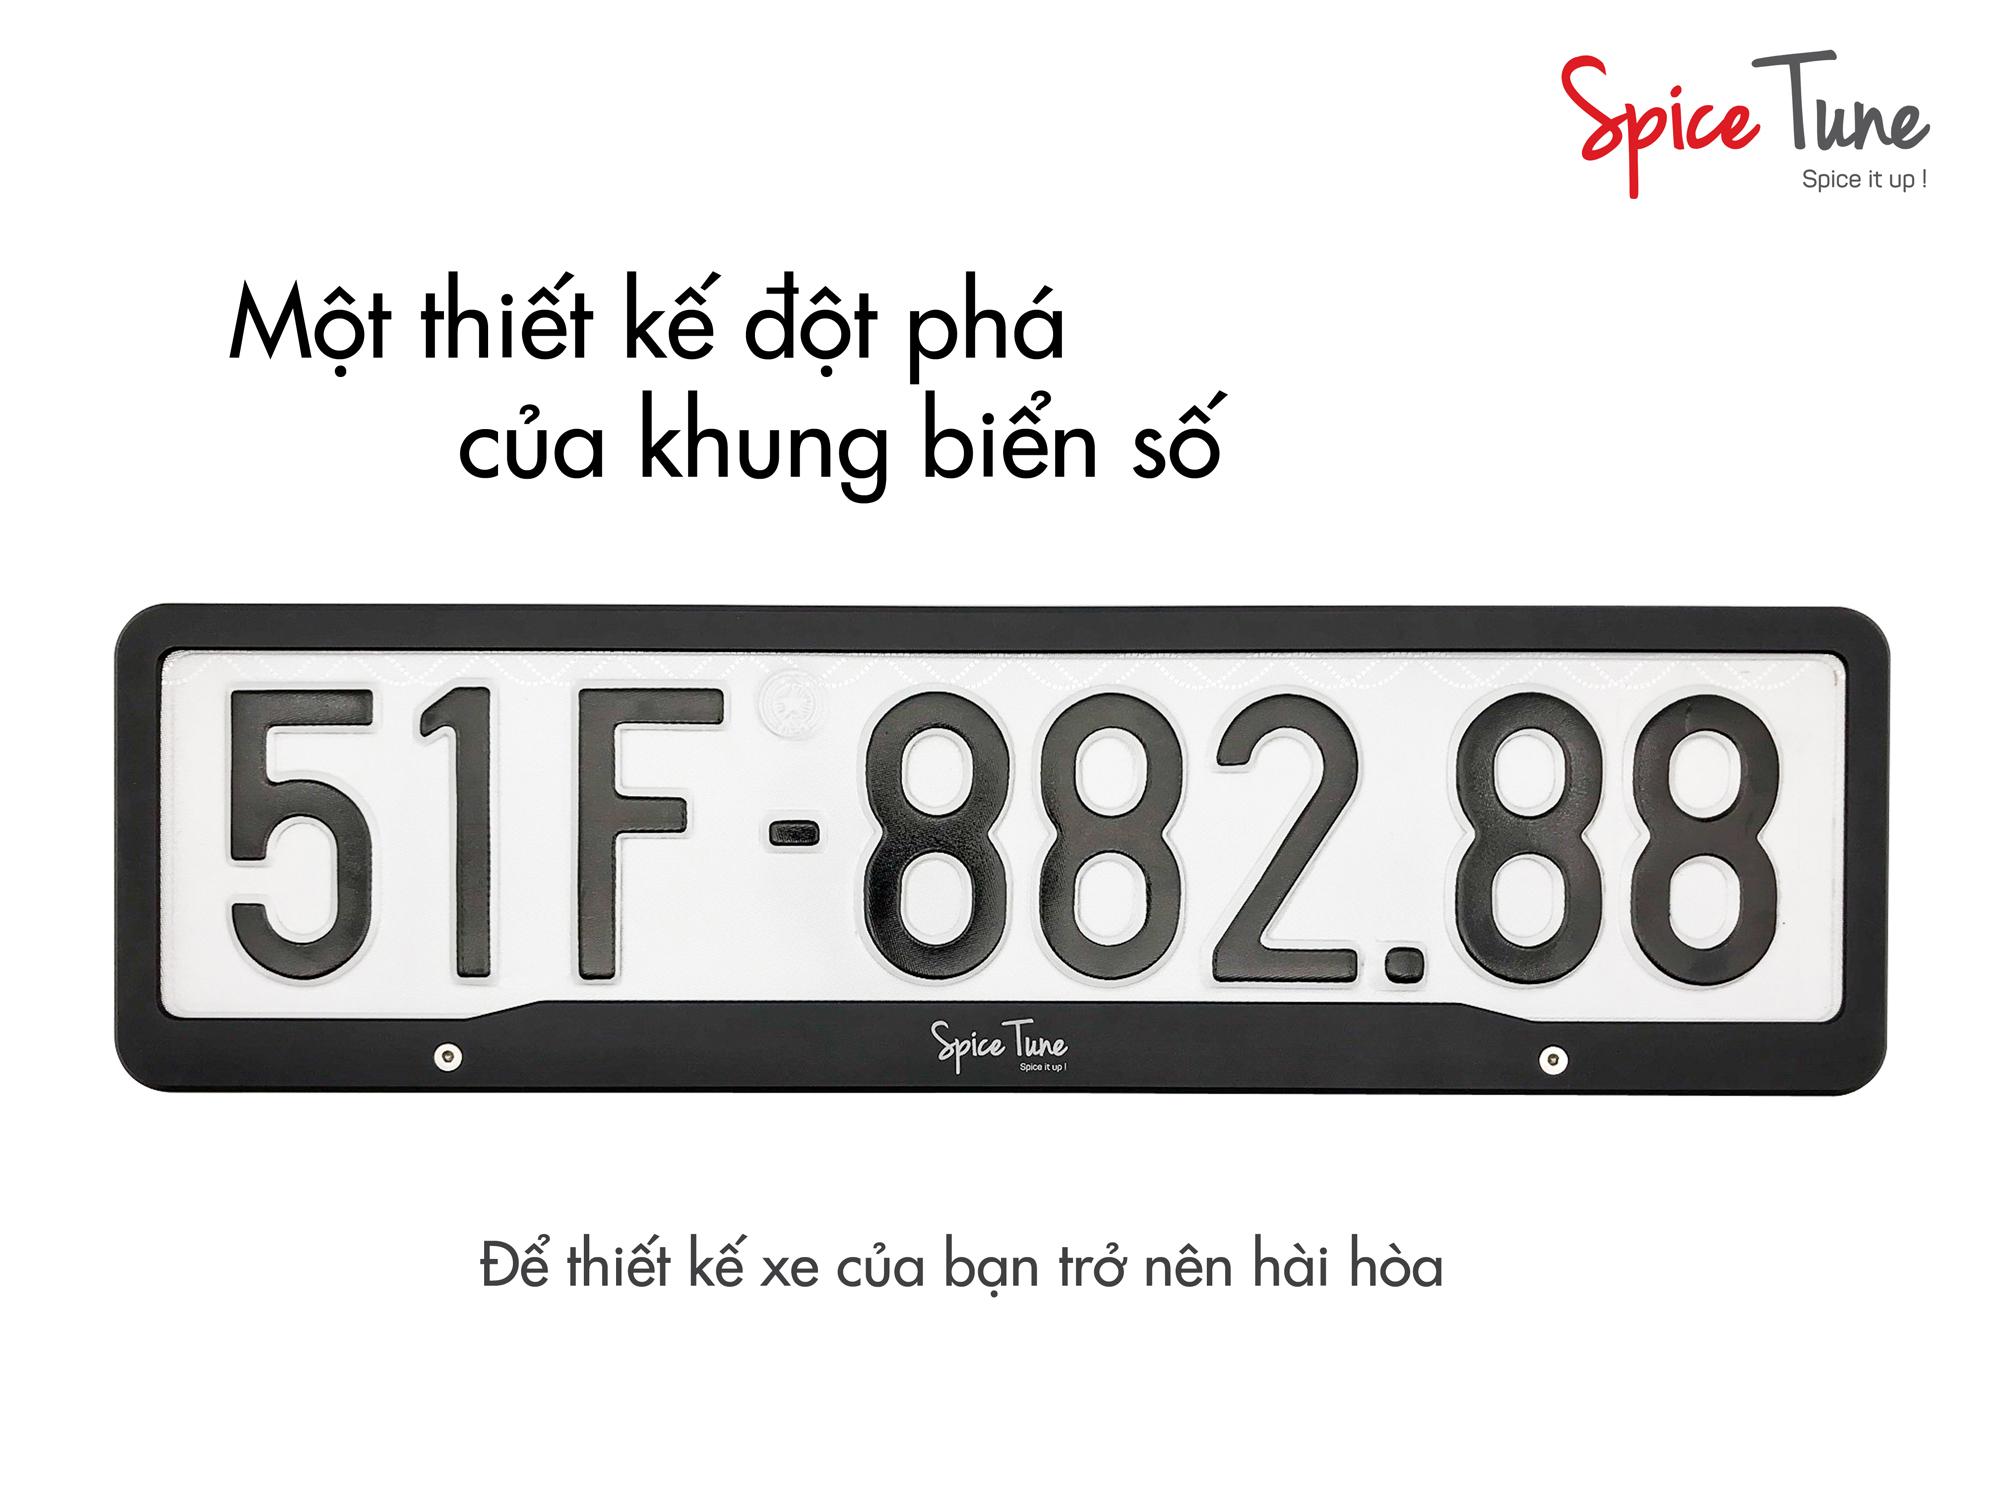 Spice Tune
Spice it up !
Một thiết kế đột phá
của khung biển số
51F-882.88
Spice Tune
Spice it up !
Để thiết kế xe của bạn trở nên hài hòa